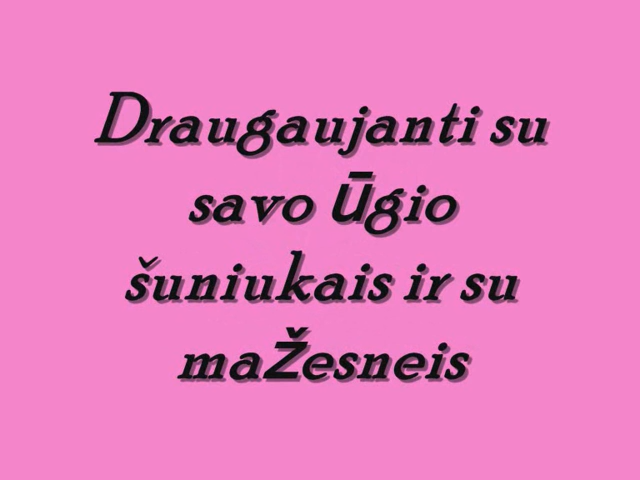 Draugaujanti su
savo ūgio
šuniukais ir su
mažesneis